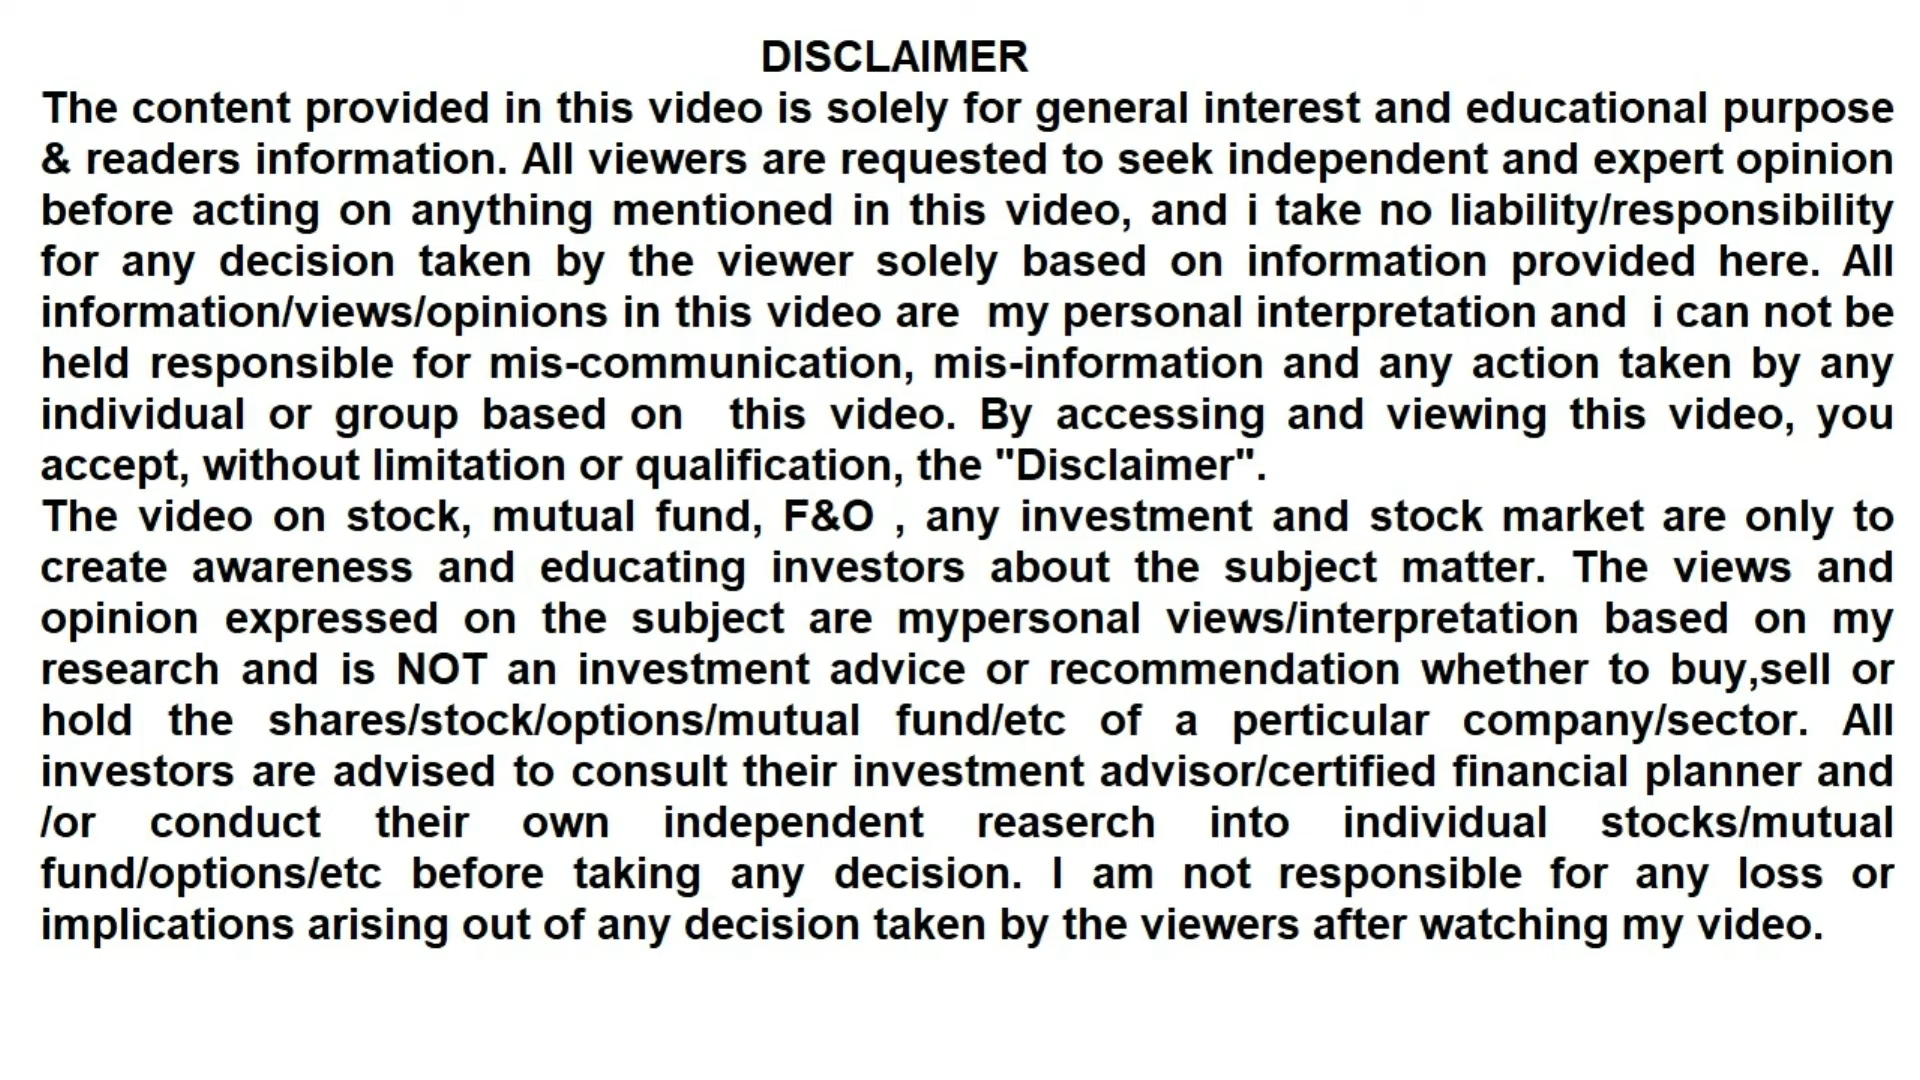 DISCLAIMER
The content provided in this video is solely for general interest and educational purpose
& readers information. All viewers are requested to seek independent and expert opinion
before acting on anything mentioned in this video, and i take no liability/responsibility
for any decision taken by the viewer solely based on information provided here. All
information/views/opinions in this video are my personal interpretation and i can not be
held responsible for mis-communication, mis-information and any action taken by any
individual or group based on this video. By accessing and viewing this video, you
accept, without limitation or qualification, the "Disclaimer".
The video on stock, mutual fund, F&O , any investment and stock market are only to
create awareness and educating investors about the subject matter. The views and
opinion expressed on the subject are mypersonal views/interpretation based on my
research and is NOT an investment advice or recommendation whether to buy,sell or
hold the shares/stock/options/mutual fund/etc of a perticular company/sector. All
investors are advised to consult their investment advisor/certified financial planner and
/or conduct their own independent reaserch into individual stocks/mutual
fund/options/etc before taking any decision. I am not responsible for any loss or
implications arising out of any decision taken by the viewers after watching my video.